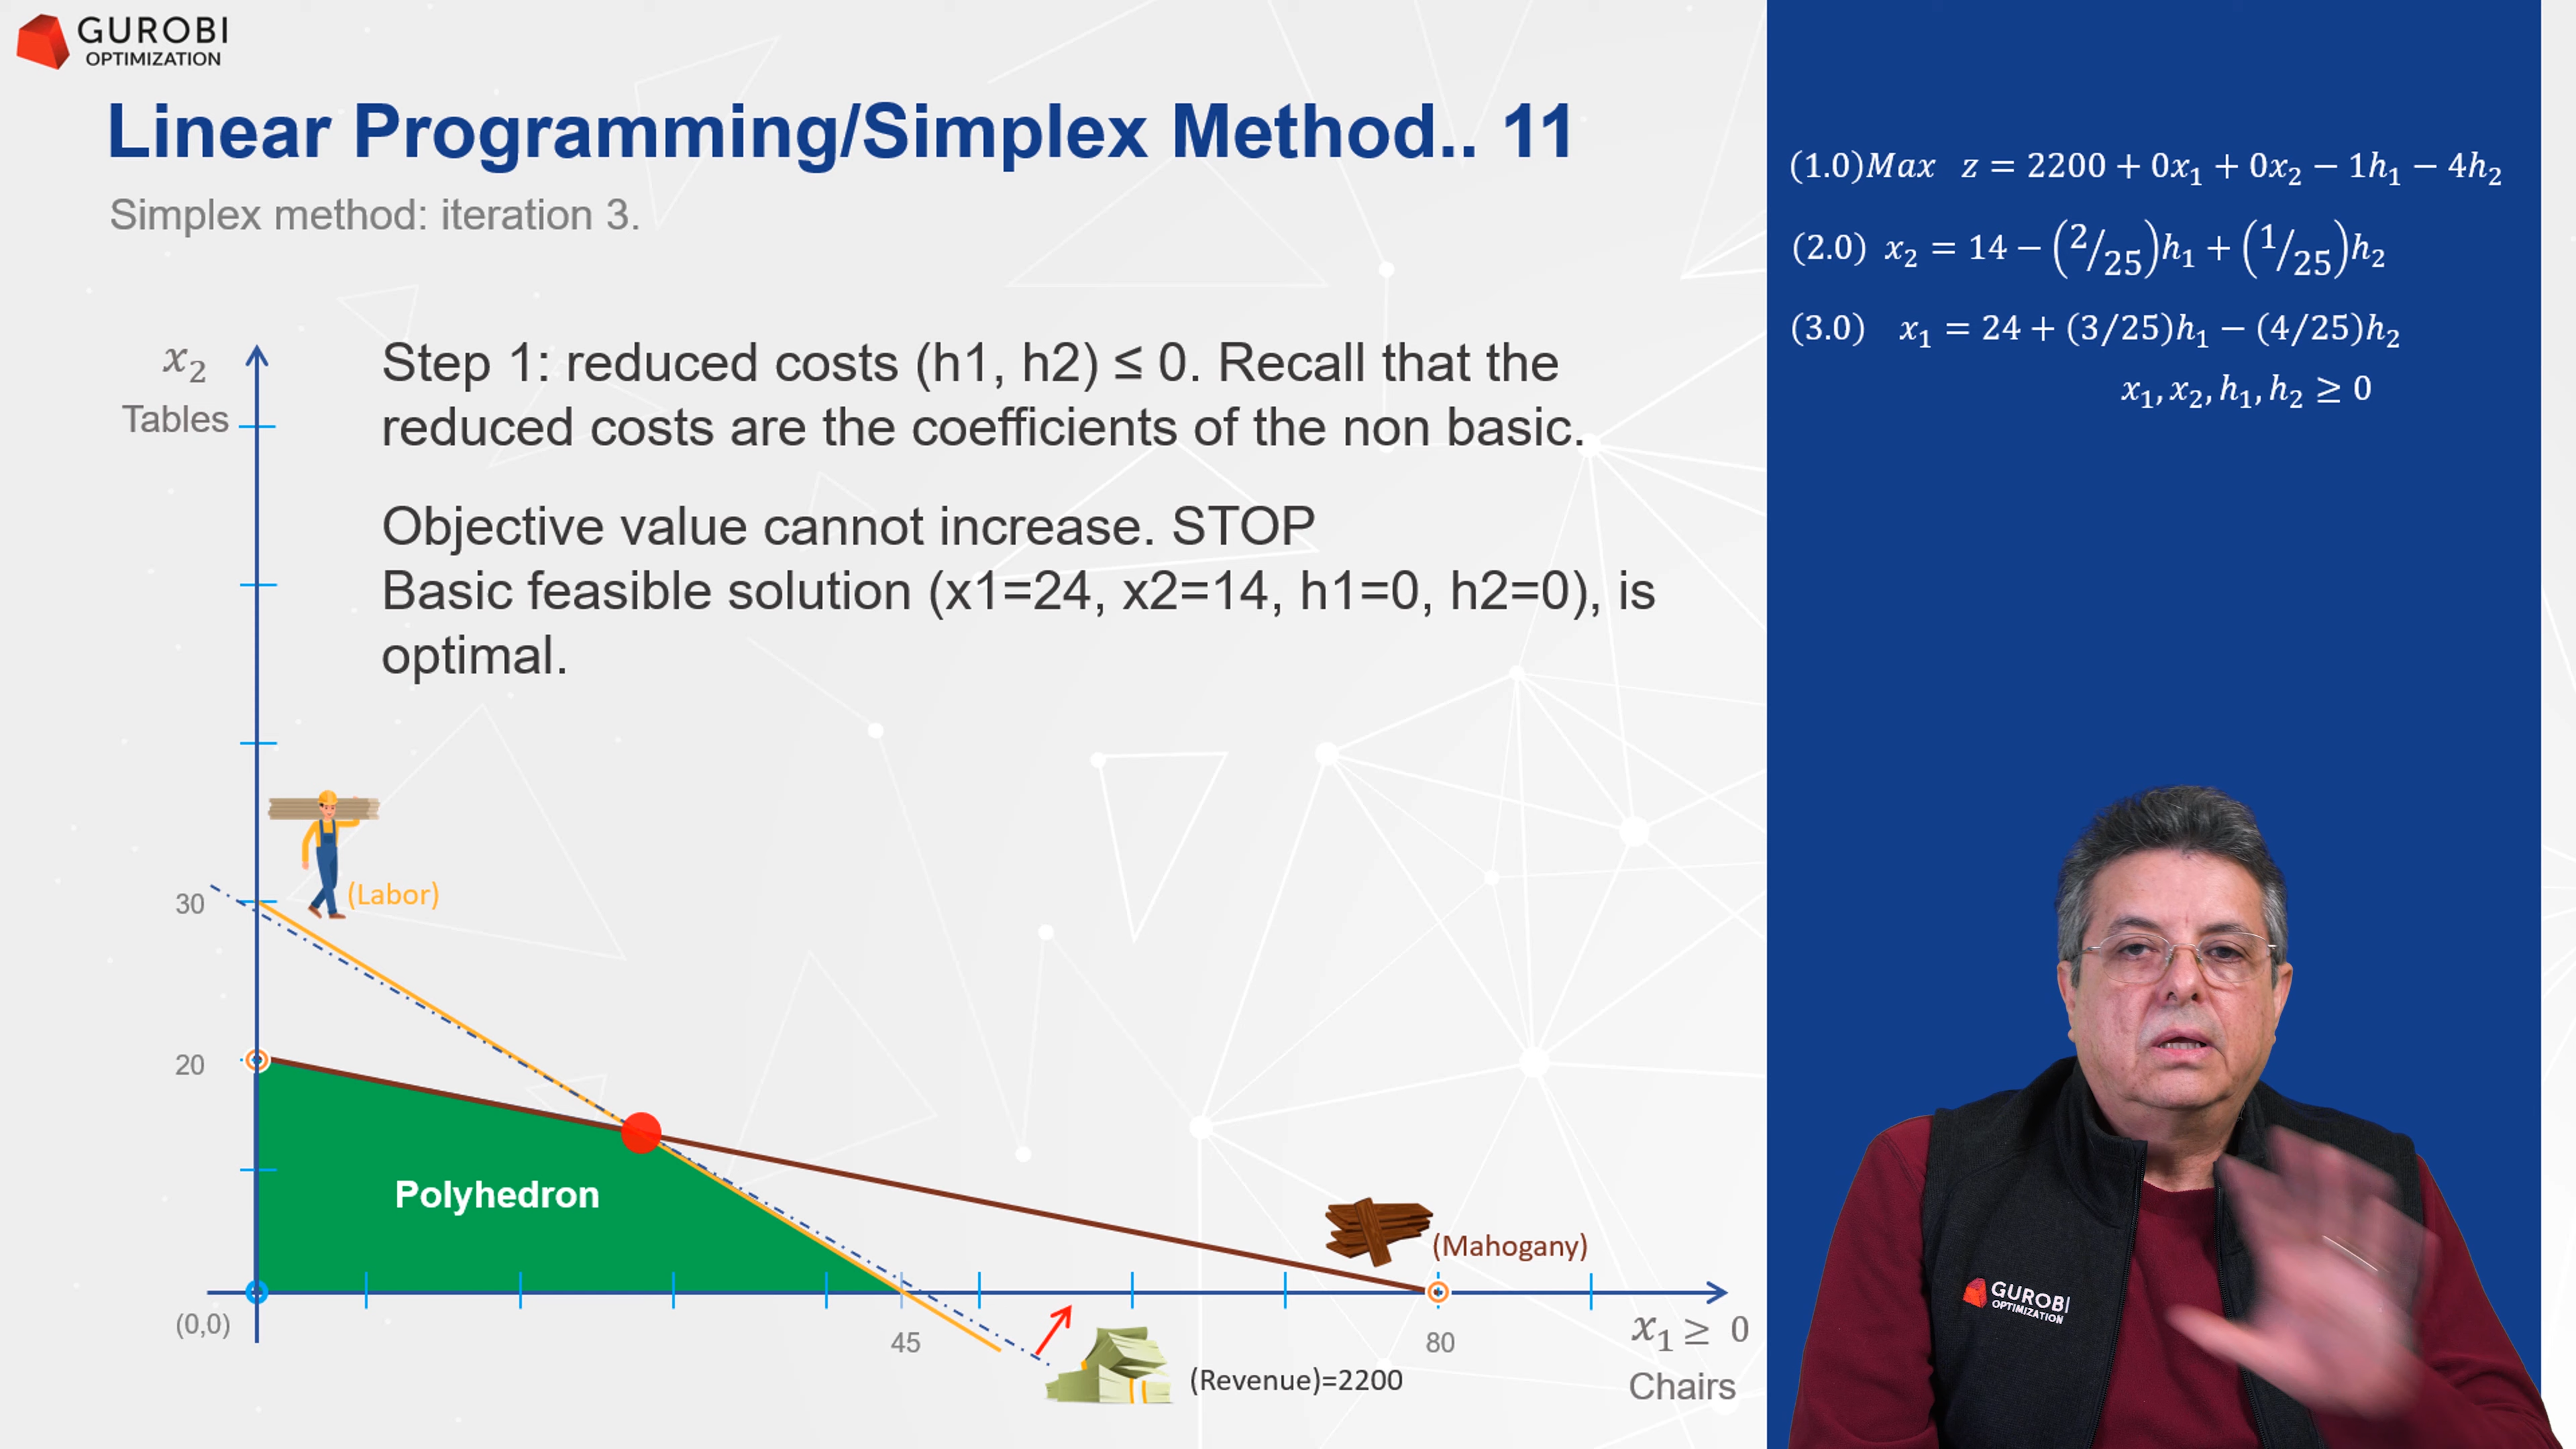 GUROBI
OPTIMIZATION
Linear Programming/Simplex Method.. 11
Simplex method: iteration 3.
Step 1: reduced costs (h1, h2) ≤ 0. Recall that the
reduced costs are the coefficients of the non basic.
Objective value cannot increase. STOP
Basic feasible solution (x1=24, x2=14, h1=0, h2=0), is
optimal.
x₂
Tables
(Labor)
30
20
Polyhedron
(Mahogany)
(0,0)
45
80
x₁ ≥ 0
Chairs
(Revenue)=2200
(1.0)Max z = 2200 + 0x₁ + 0x₂ − 1h₁ − 4h₂
(2.0) x₂ = 14 − (2/25)h₁ + (1/25)h₂
(3.0) x₁ = 24 + (3/25)h₁ − (4/25)h₂
x₁, x₂, h₁, h₂ ≥ 0
GUROBI
OPTIMIZATION